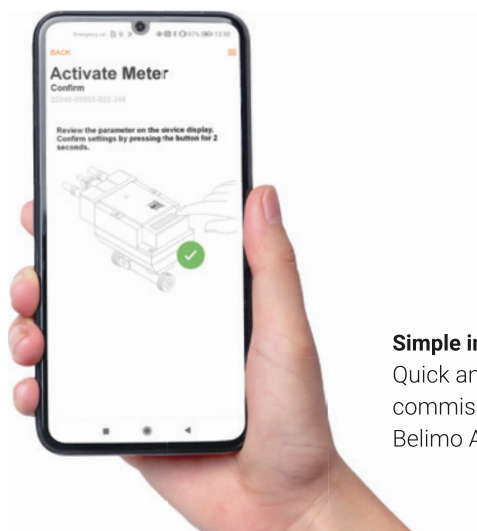 BACK
Activate Meter
Confirm
Review the parameter on the device display.
Confirm settings by pressing the button for 2
seconds.
Simple in
Quick an
commis
Belimo A